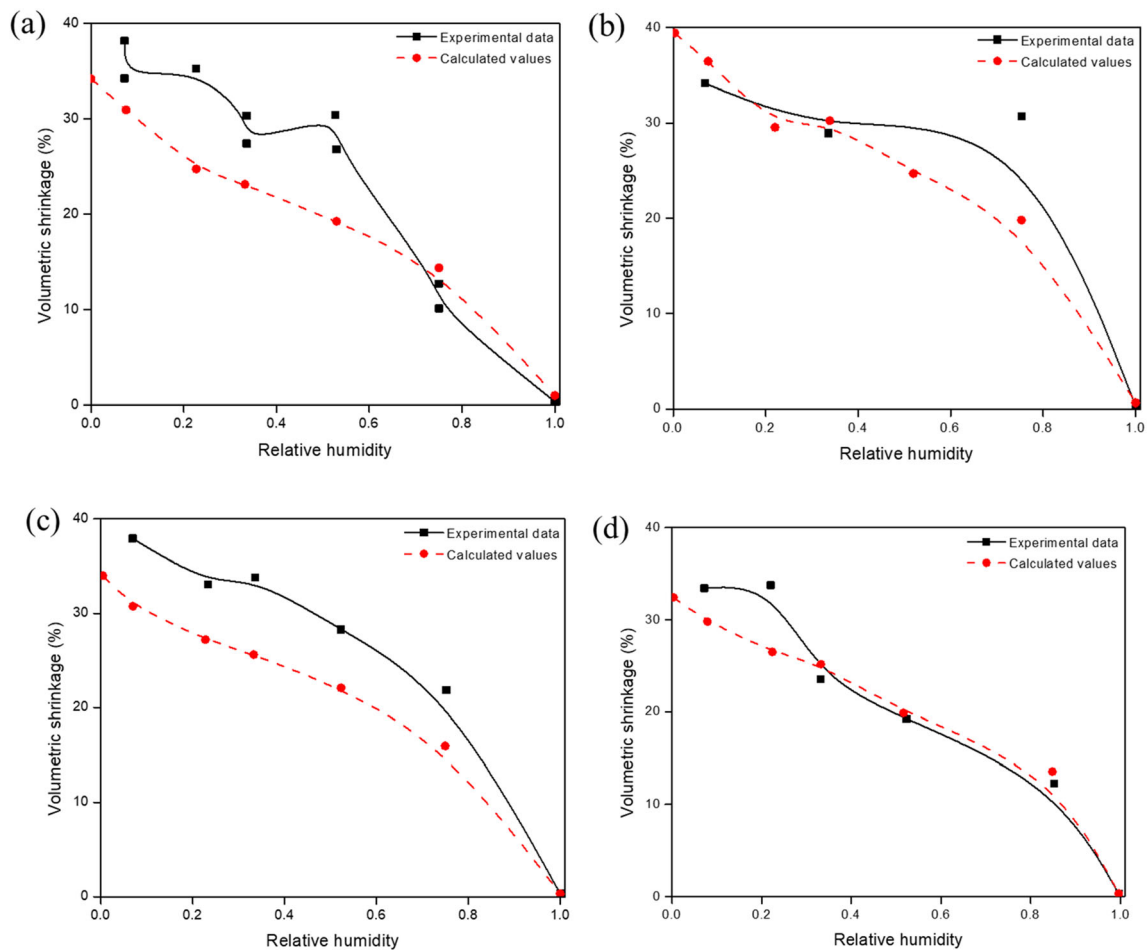 (a)
Volumetric shrinkage (%)
40
30
20
10
0
Experimental data
Calculated values
0.0 0.2 0.4 0.6 0.8 1.0
Relative humidity
(b)
Volumetric shrinkage (%)
40
30
20
10
0
Experimental data
Calculated values
0.0 0.2 0.4 0.6 0.8 1.0
Relative humidity
(c)
Volumetric shrinkage (%)
40
30
20
10
0
Experimental data
Calculated values
0.0 0.2 0.4 0.6 0.8 1.0
Relative humidity
(d)
Volumetric shrinkage (%)
40
30
20
10
0
Experimental data
Calculated values
0.0 0.2 0.4 0.6 0.8 1.0
Relative humidity